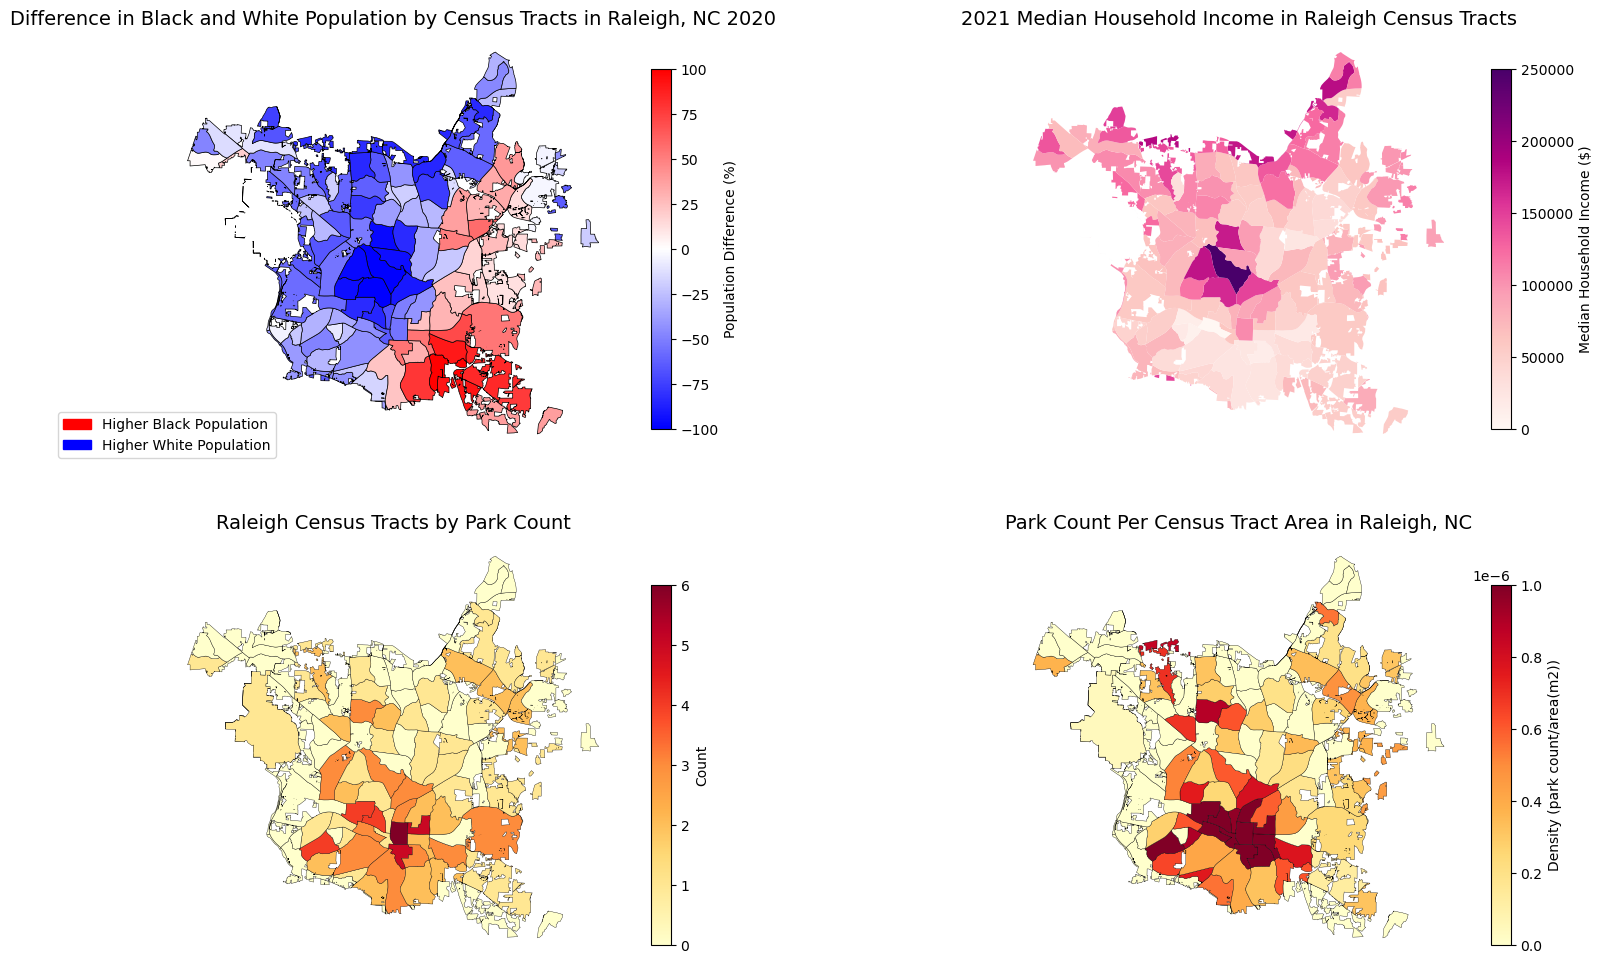 Difference in Black and White Population by Census Tracts in Raleigh, NC 2020
100
75
50
25
0
−25
−50
−75
−100
Population Difference (%)
Higher Black Population
Higher White Population
2021 Median Household Income in Raleigh Census Tracts
250000
200000
150000
100000
50000
0
Median Household Income ($)
Raleigh Census Tracts by Park Count
6
5
4
3
2
1
0
Count
Park Count Per Census Tract Area in Raleigh, NC
1e−6
1.0
0.8
0.6
0.4
0.2
0.0
Density (park count/area(m2))